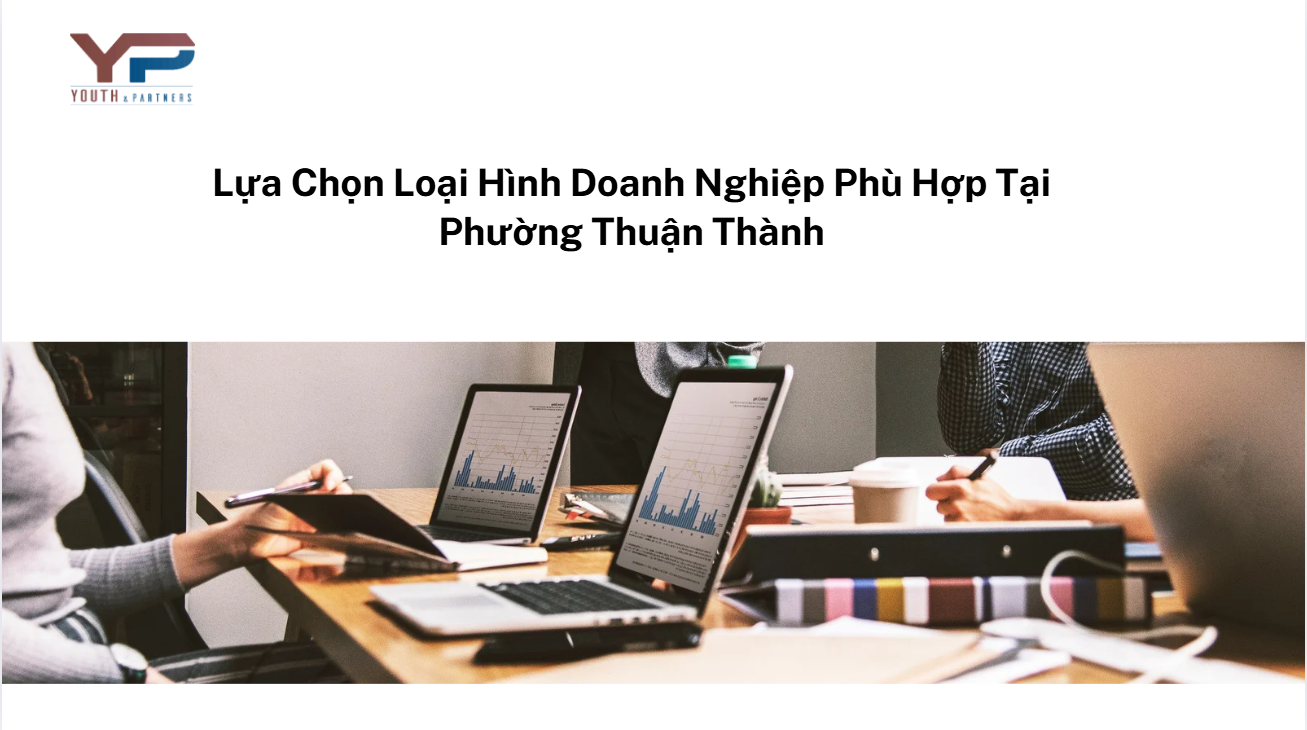 YP
YOUTH & PARTNERS
Lựa Chọn Loại Hình Doanh Nghiệp Phù Hợp Tại
Phường Thuận Thành